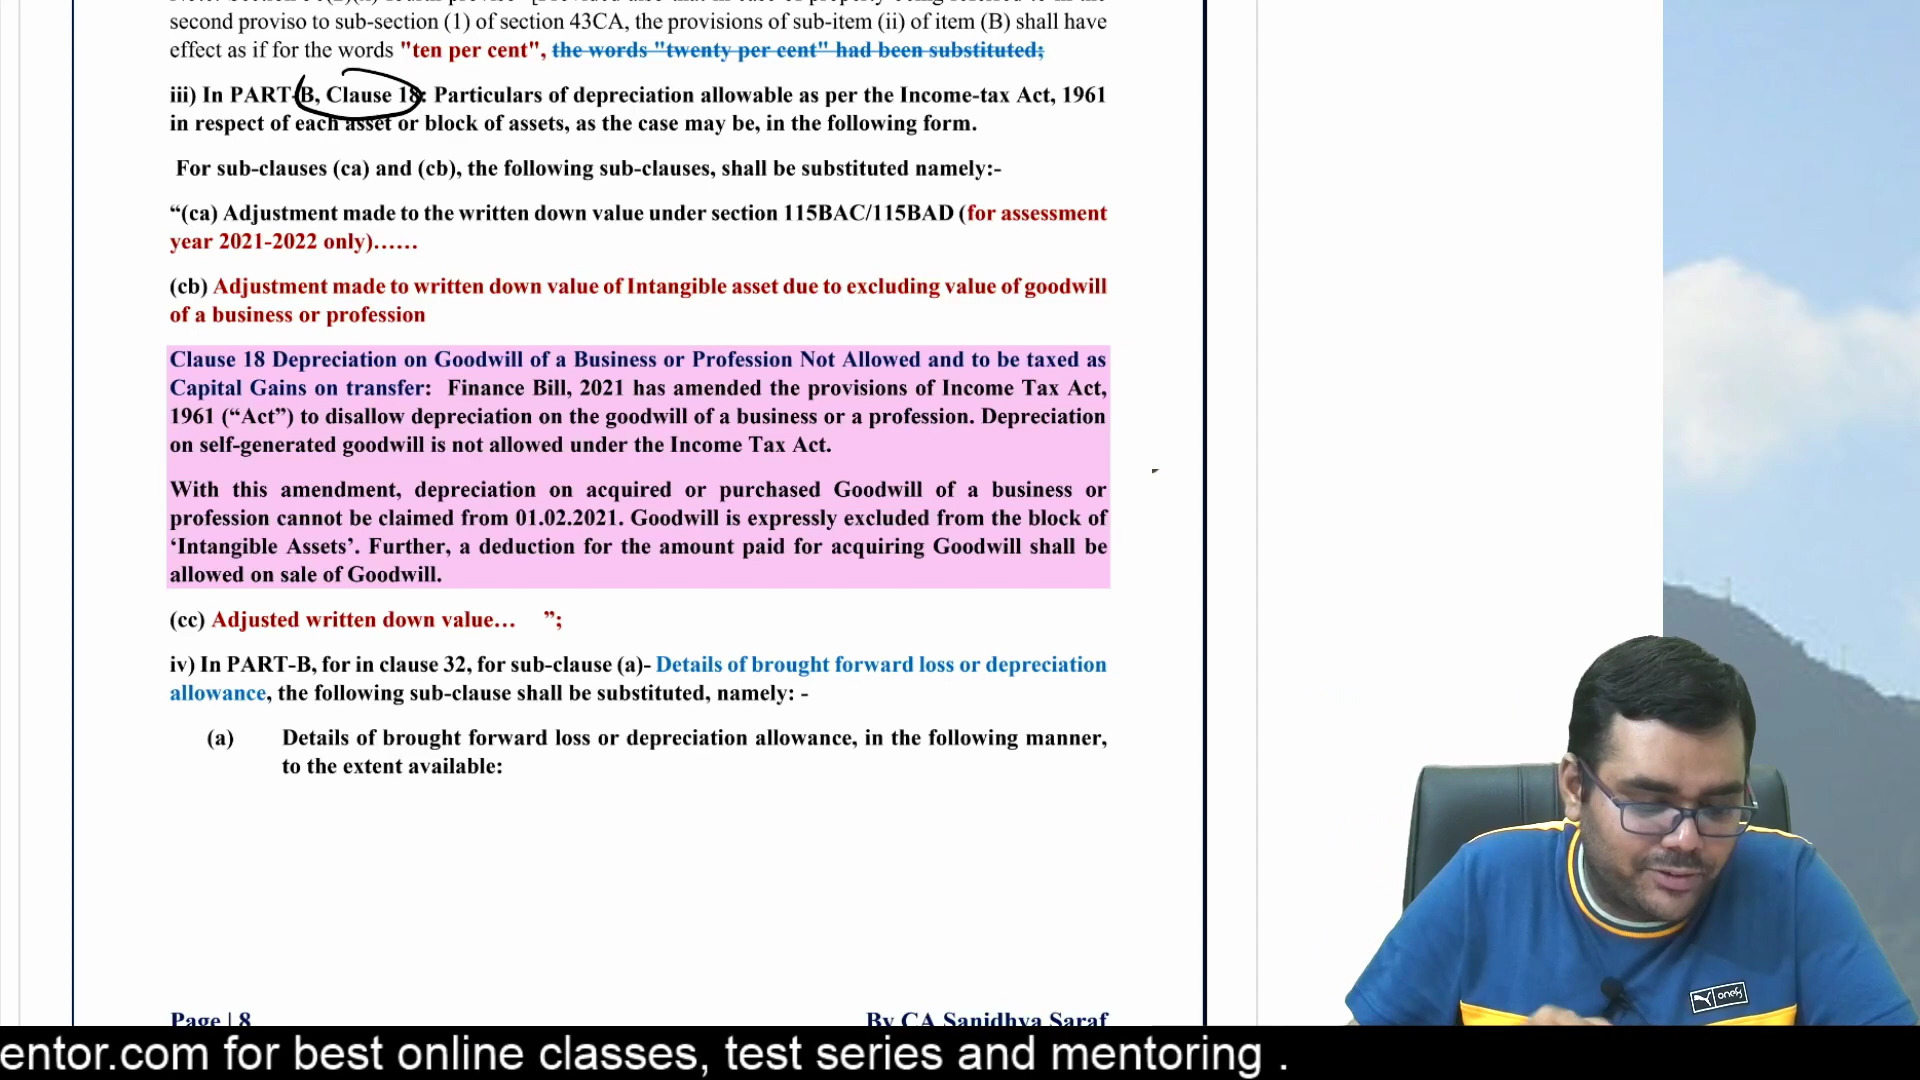 second proviso to sub-section (1) of section 43CA, the provisions of sub-item (ii) of item (B) shall have
effect as if for the words "ten per cent", the words "twenty per cent" had been substituted;
iii) In PART-B, Clause 18: Particulars of depreciation allowable as per the Income-tax Act, 1961
in respect of each asset or block of assets, as the case may be, in the following form.
For sub-clauses (ca) and (cb), the following sub-clauses, shall be substituted namely:-
“(ca) Adjustment made to the written down value under section 115BAC/115BAD (for assessment
year 2021-2022 only)……
(cb) Adjustment made to written down value of Intangible asset due to excluding value of goodwill
of a business or profession
Clause 18 Depreciation on Goodwill of a Business or Profession Not Allowed and to be taxed as
Capital Gains on transfer: Finance Bill, 2021 has amended the provisions of Income Tax Act,
1961 (“Act”) to disallow depreciation on the goodwill of a business or a profession. Depreciation
on self-generated goodwill is not allowed under the Income Tax Act.
With this amendment, depreciation on acquired or purchased Goodwill of a business or
profession cannot be claimed from 01.02.2021. Goodwill is expressly excluded from the block of
‘Intangible Assets’. Further, a deduction for the amount paid for acquiring Goodwill shall be
allowed on sale of Goodwill.
(cc) Adjusted written down value… ”;
iv) In PART-B, for in clause 32, for sub-clause (a)- Details of brought forward loss or depreciation
allowance, the following sub-clause shall be substituted, namely: -
(a) Details of brought forward loss or depreciation allowance, in the following manner,
to the extent available:
Page | 8 By CA Sanidhya Saraf
entor.com for best online classes, test series and mentoring .